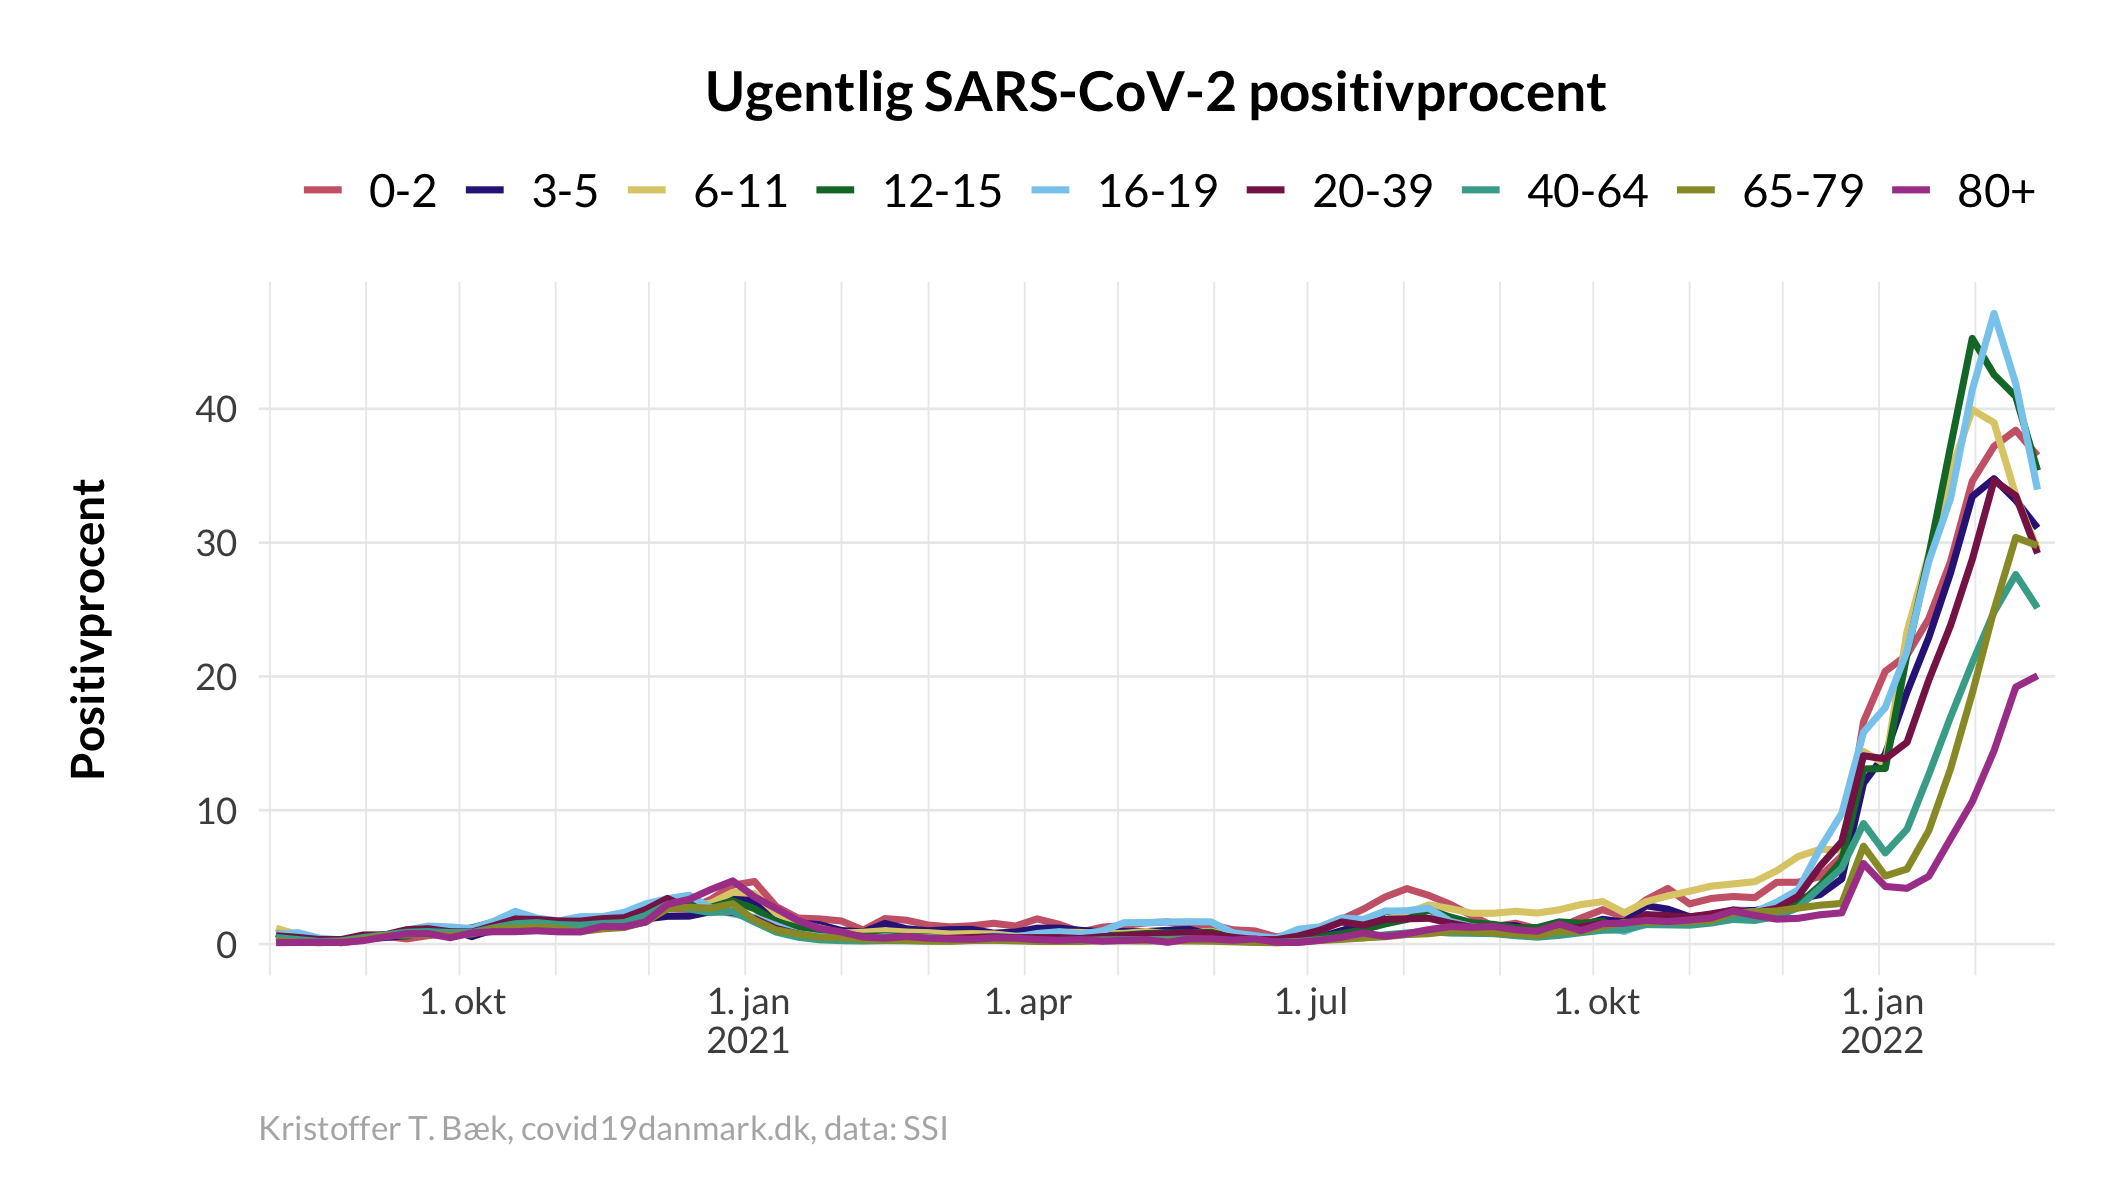 Ugentlig SARS-CoV-2 positivprocent
0-2 3-5 6-11 12-15 16-19 20-39 40-64 65-79 80+
Positivprocent
40
30
20
10
0
1. okt 1. jan 1. apr 1. jul 1. okt 1. jan
2021 2022
Kristoffer T. Bæk, covid19danmark.dk, data: SSI